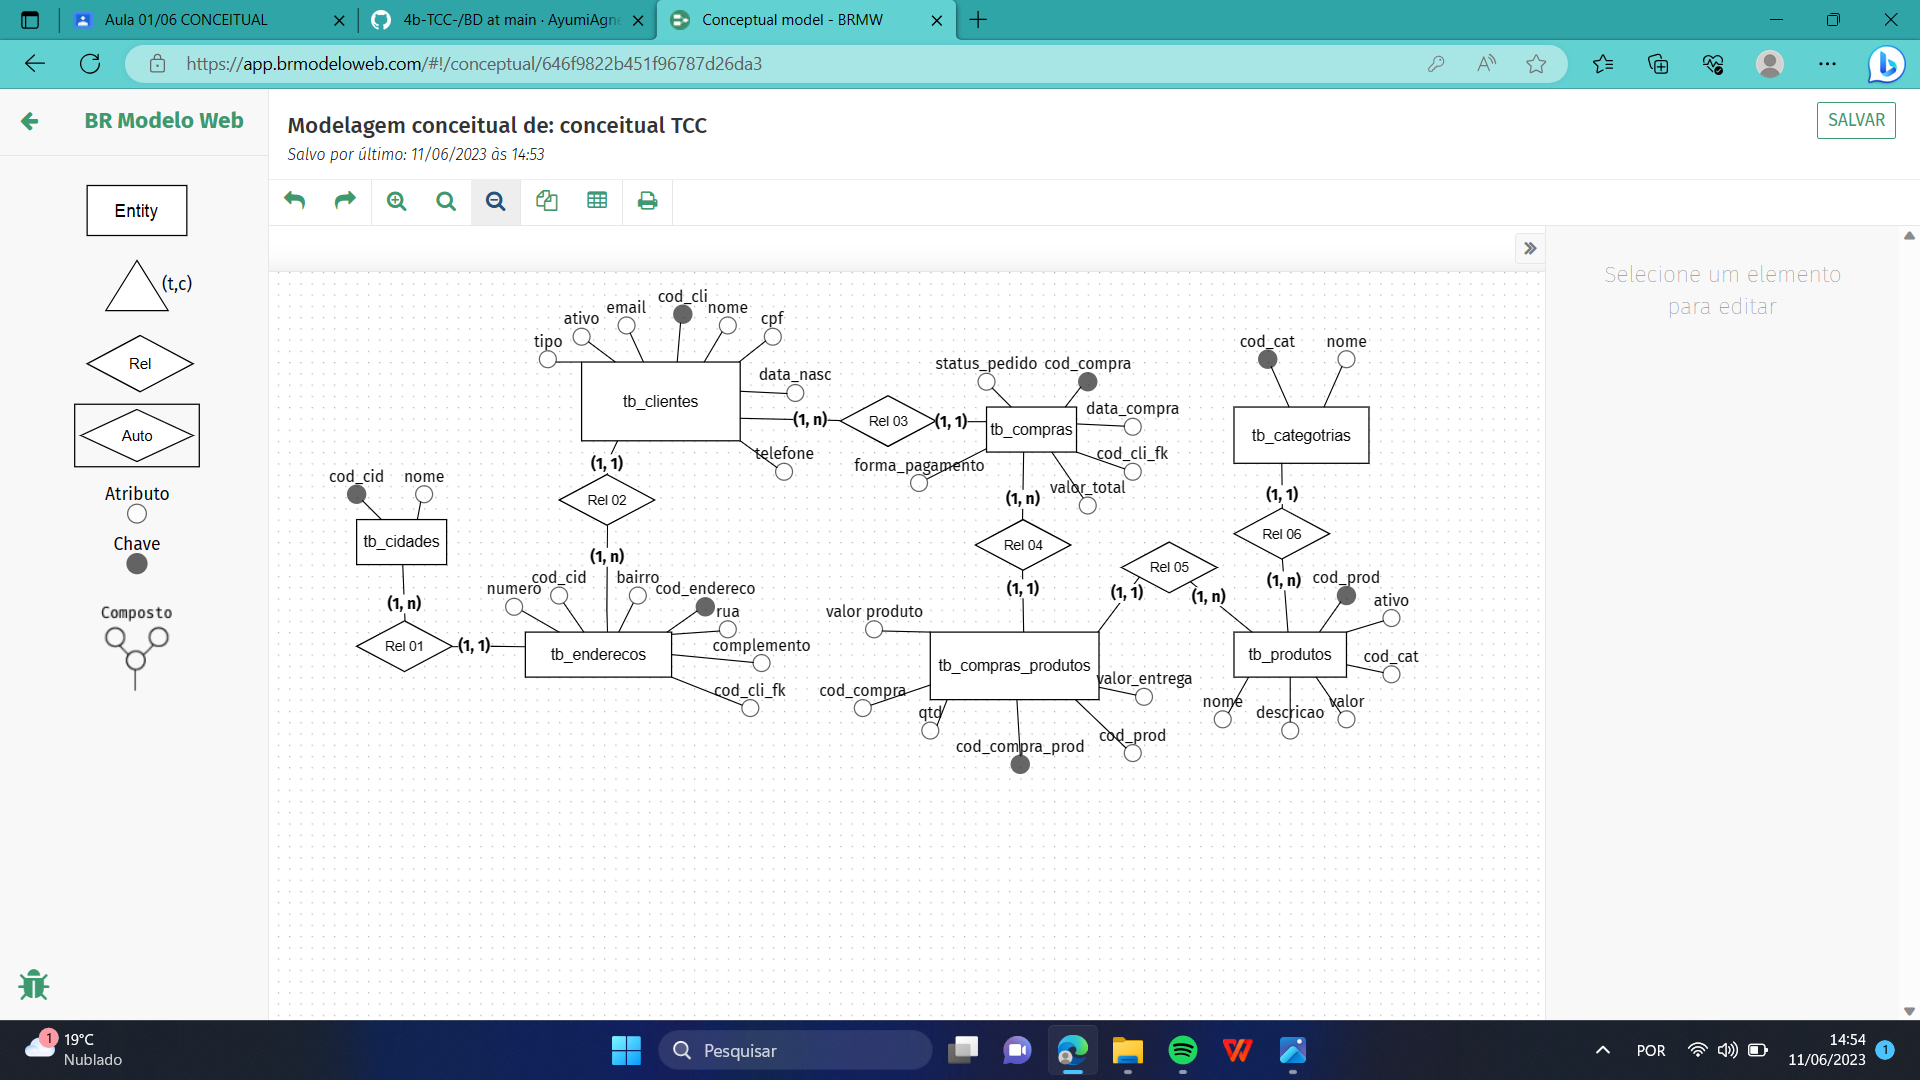 Aula 01/06 CONCEITUAL
4b-TCC-/BD at main · AyumiAgne
Conceptual model - BRMW
https://app.brmodeloweb.com/#!/conceptual/646f9822b451f96787d26da3
BR Modelo Web
Modelagem conceitual de: conceitual TCC
Salvo por último: 11/06/2023 às 14:53
SALVAR
Entity
(t,c)
Rel
Auto
Atributo
Chave
Composto
Selecione um elemento
para editar
cod_cli
email
nome
ativo
cpf
tipo
tb_clientes
data_nasc
telefone
(1, n)
Rel 03
(1, 1)
status_pedido
cod_compra
tb_compras
data_compra
cod_cli_fk
forma_pagamento
valor_total
cod_cat
nome
tb_categotrias
(1, 1)
Rel 02
(1, n)
cod_cid
nome
tb_cidades
(1, n)
Rel 01
(1, 1)
numero
cod_cid
bairro
cod_endereco
rua
tb_enderecos
complemento
cod_cli_fk
(1, n)
Rel 04
(1, 1)
Rel 05
(1, 1)
(1, n)
(1, 1)
Rel 06
(1, n)
valor produto
tb_compras_produtos
valor_entrega
cod_compra
qtd
cod_compra_prod
cod_prod
cod_prod
ativo
tb_produtos
cod_cat
nome
descricao
valor
1
19°C
Nublado
Pesquisar
POR
14:54
11/06/2023
1